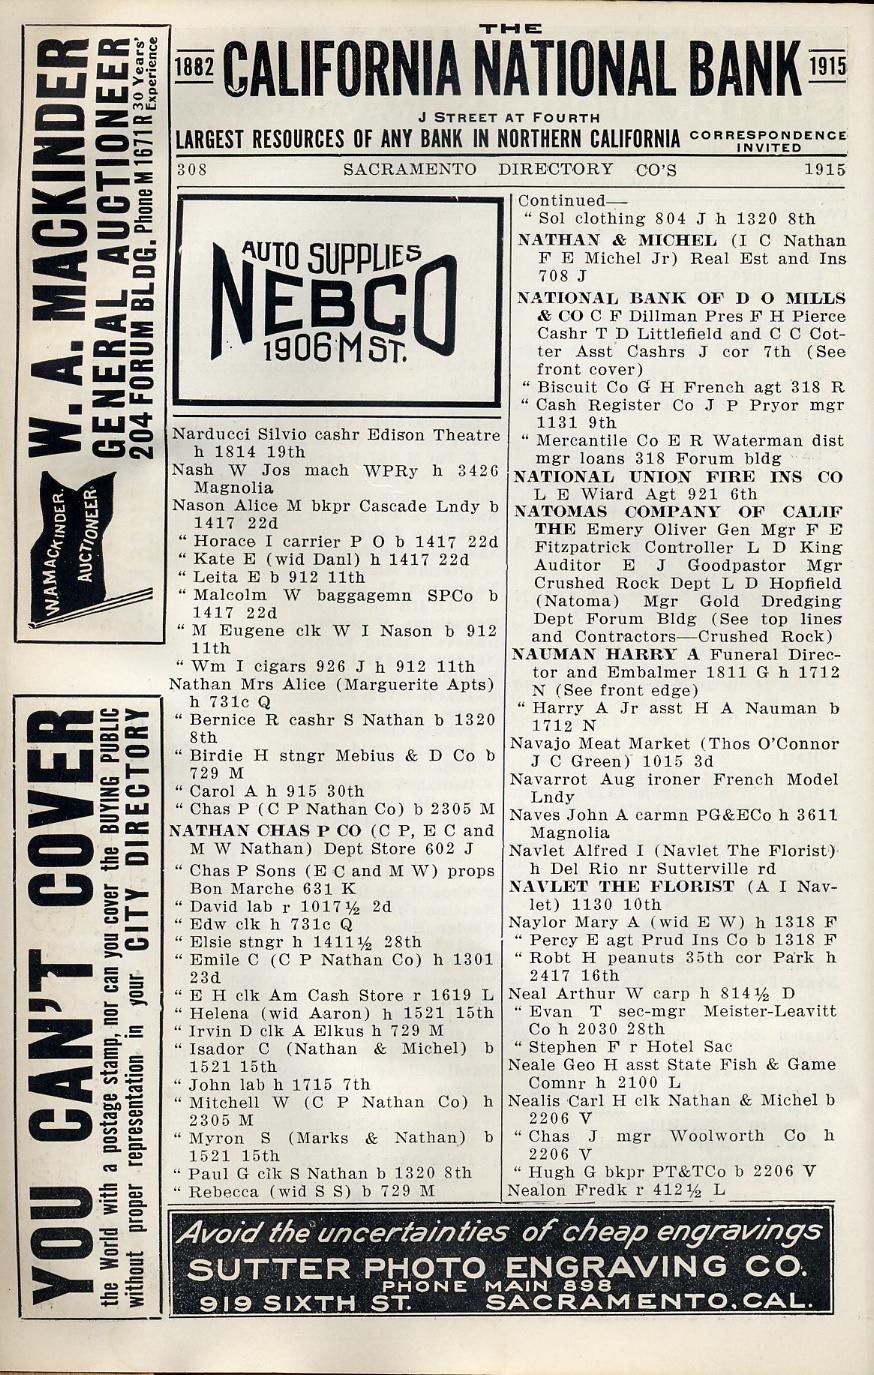 THE
1882 CALIFORNIA NATIONAL BANK 1915
J STREET AT FOURTH
LARGEST RESOURCES OF ANY BANK IN NORTHERN CALIFORNIA CORRESPONDENCE INVITED
308 SACRAMENTO DIRECTORY CO'S 1915
W. A. MACKINDER
GENERAL AUCTIONEER 30 Years' Experience
204 FORUM BLDG. Phone M 1671 R
W.A.MACKINDER.
AUCTIONEER.
YOU CAN'T COVER
the World with a postage stamp, nor can you cover the BUYING PUBLIC
without proper representation in your CITY DIRECTORY
AUTO SUPPLIES
NEBCO
1906 M ST.
Narducci Silvio cashr Edison Theatre
h 1814 19th
Nash W Jos mach WPRy h 3426
Magnolia
Nason Alice M bkpr Cascade Lndy b
1417 22d
" Horace I carrier P O b 1417 22d
" Kate E (wid Danl) h 1417 22d
" Leita E b 912 11th
" Malcolm W baggagemn SPCo b
1417 22d
" M Eugene clk W I Nason b 912
11th
" Wm I cigars 926 J h 912 11th
Nathan Mrs Alice (Marguerite Apts)
h 731c Q
" Bernice R cashr S Nathan b 1320
8th
" Birdie H stngr Mebius & D Co b
729 M
" Carol A h 915 30th
" Chas P (C P Nathan Co) b 2305 M
NATHAN CHAS P CO (C P, E C and
M W Nathan) Dept Store 602 J
" Chas P Sons (E C and M W) props
Bon Marche 631 K
" David lab r 1017½ 2d
" Edw clk h 731c Q
" Elsie stngr h 1411½ 28th
" Emile C (C P Nathan Co) h 1301
23d
" E H clk Am Cash Store r 1619 L
" Helena (wid Aaron) h 1521 15th
" Irvin D clk A Elkus h 729 M
" Isador C (Nathan & Michel) b
1521 15th
" John lab h 1715 7th
" Mitchell W (C P Nathan Co) h
2305 M
" Myron S (Marks & Nathan) b
1521 15th
" Paul G clk S Nathan b 1320 8th
" Rebecca (wid S S) b 729 M
Continued—
" Sol clothing 804 J h 1320 8th
NATHAN & MICHEL (I C Nathan
F E Michel Jr) Real Est and Ins
708 J
NATIONAL BANK OF D O MILLS
& CO C F Dillman Pres F H Pierce
Cashr T D Littlefield and C C Cot-
ter Asst Cashrs J cor 7th (See
front cover)
" Biscuit Co G H French agt 318 R
" Cash Register Co J P Pryor mgr
1131 9th
" Mercantile Co E R Waterman dist
mgr loans 318 Forum bldg
NATIONAL UNION FIRE INS CO
L E Wiard Agt 921 6th
NATOMAS COMPANY OF CALIF
THE Emery Oliver Gen Mgr F E
Fitzpatrick Controller L D King
Auditor E J Goodpastor Mgr
Crushed Rock Dept L D Hopfield
(Natoma) Mgr Gold Dredging
Dept Forum Bldg (See top lines
and Contractors—Crushed Rock)
NAUMAN HARRY A Funeral Direc-
tor and Embalmer 1811 G h 1712
N (See front edge)
" Harry A Jr asst H A Nauman b
1712 N
Navajo Meat Market (Thos O'Connor
J C Green) 1015 3d
Navarrot Aug ironer French Model
Lndy
Naves John A carmn PG&ECo h 3611
Magnolia
Navlet Alfred I (Navlet The Florist)
h Del Rio nr Sutterville rd
NAVLET THE FLORIST (A I Nav-
let) 1130 10th
Naylor Mary A (wid E W) h 1318 F
" Percy E agt Prud Ins Co b 1318 F
" Robt H peanuts 35th cor Park h
2417 16th
Neal Arthur W carp h 814½ D
" Evan T sec-mgr Meister-Leavitt
Co h 2030 28th
" Stephen F r Hotel Sac
Neale Geo H asst State Fish & Game
Comnr h 2100 L
Nealis Carl H clk Nathan & Michel b
2206 V
" Chas J mgr Woolworth Co h
2206 V
" Hugh G bkpr PT&TCo b 2206 V
Nealon Fredk r 412½ L
Avoid the uncertainties of cheap engravings
SUTTER PHOTO ENGRAVING CO.
PHONE MAIN 898
919 SIXTH ST. SACRAMENTO, CAL.